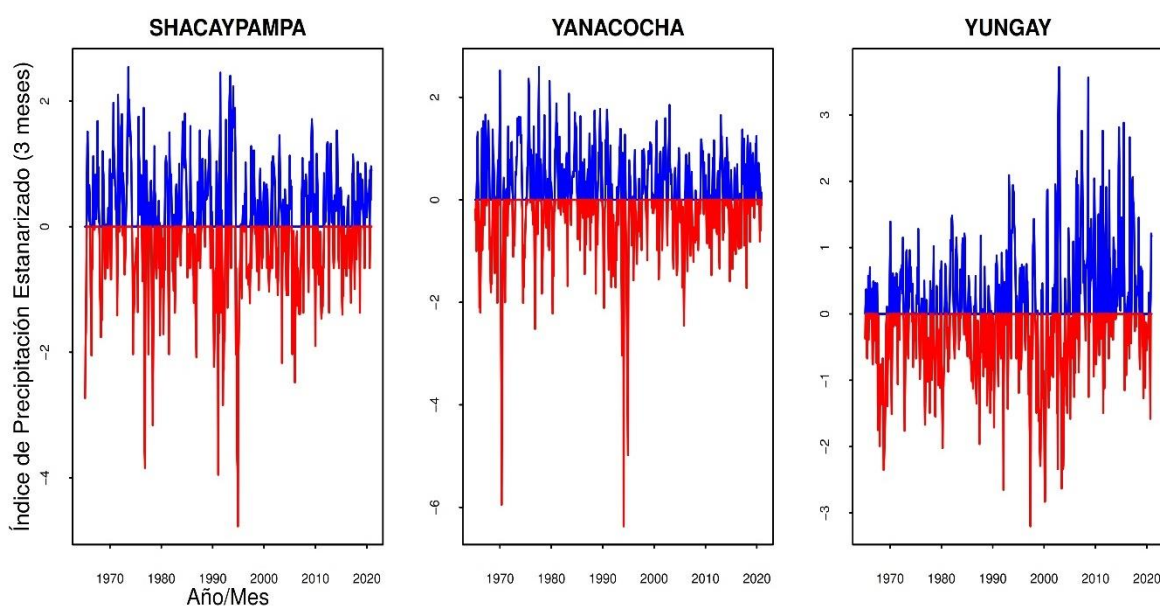 SHACAYPAMPA
YANACOCHA
YUNGAY
Índice de Precipitación Estanarizado (3 meses)
2
0
−2
−4
2
0
−2
−4
−6
3
2
1
0
−1
−2
−3
1970 1980 1990 2000 2010 2020
1970 1980 1990 2000 2010 2020
1970 1980 1990 2000 2010 2020
Año/Mes